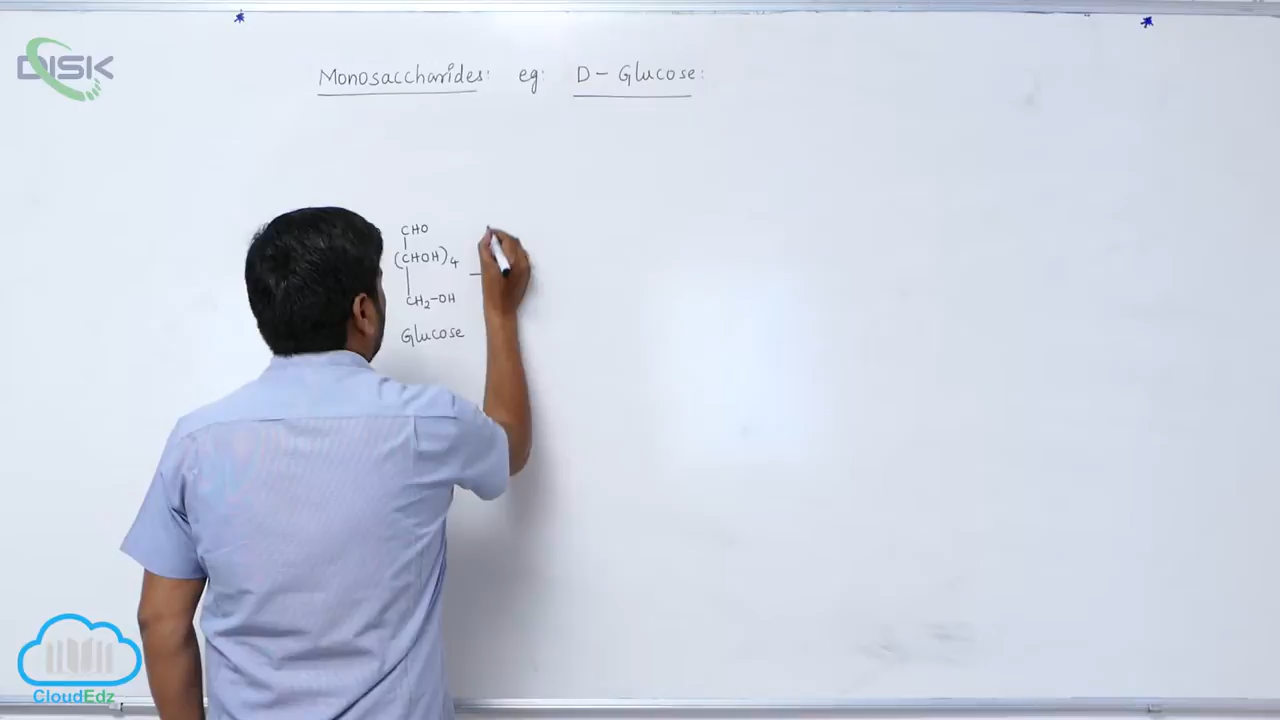 DISK
Monosaccharides: eg: D - Glucose:
CHO
(CHOH)4
CH2-OH
Glucose
CloudEdz